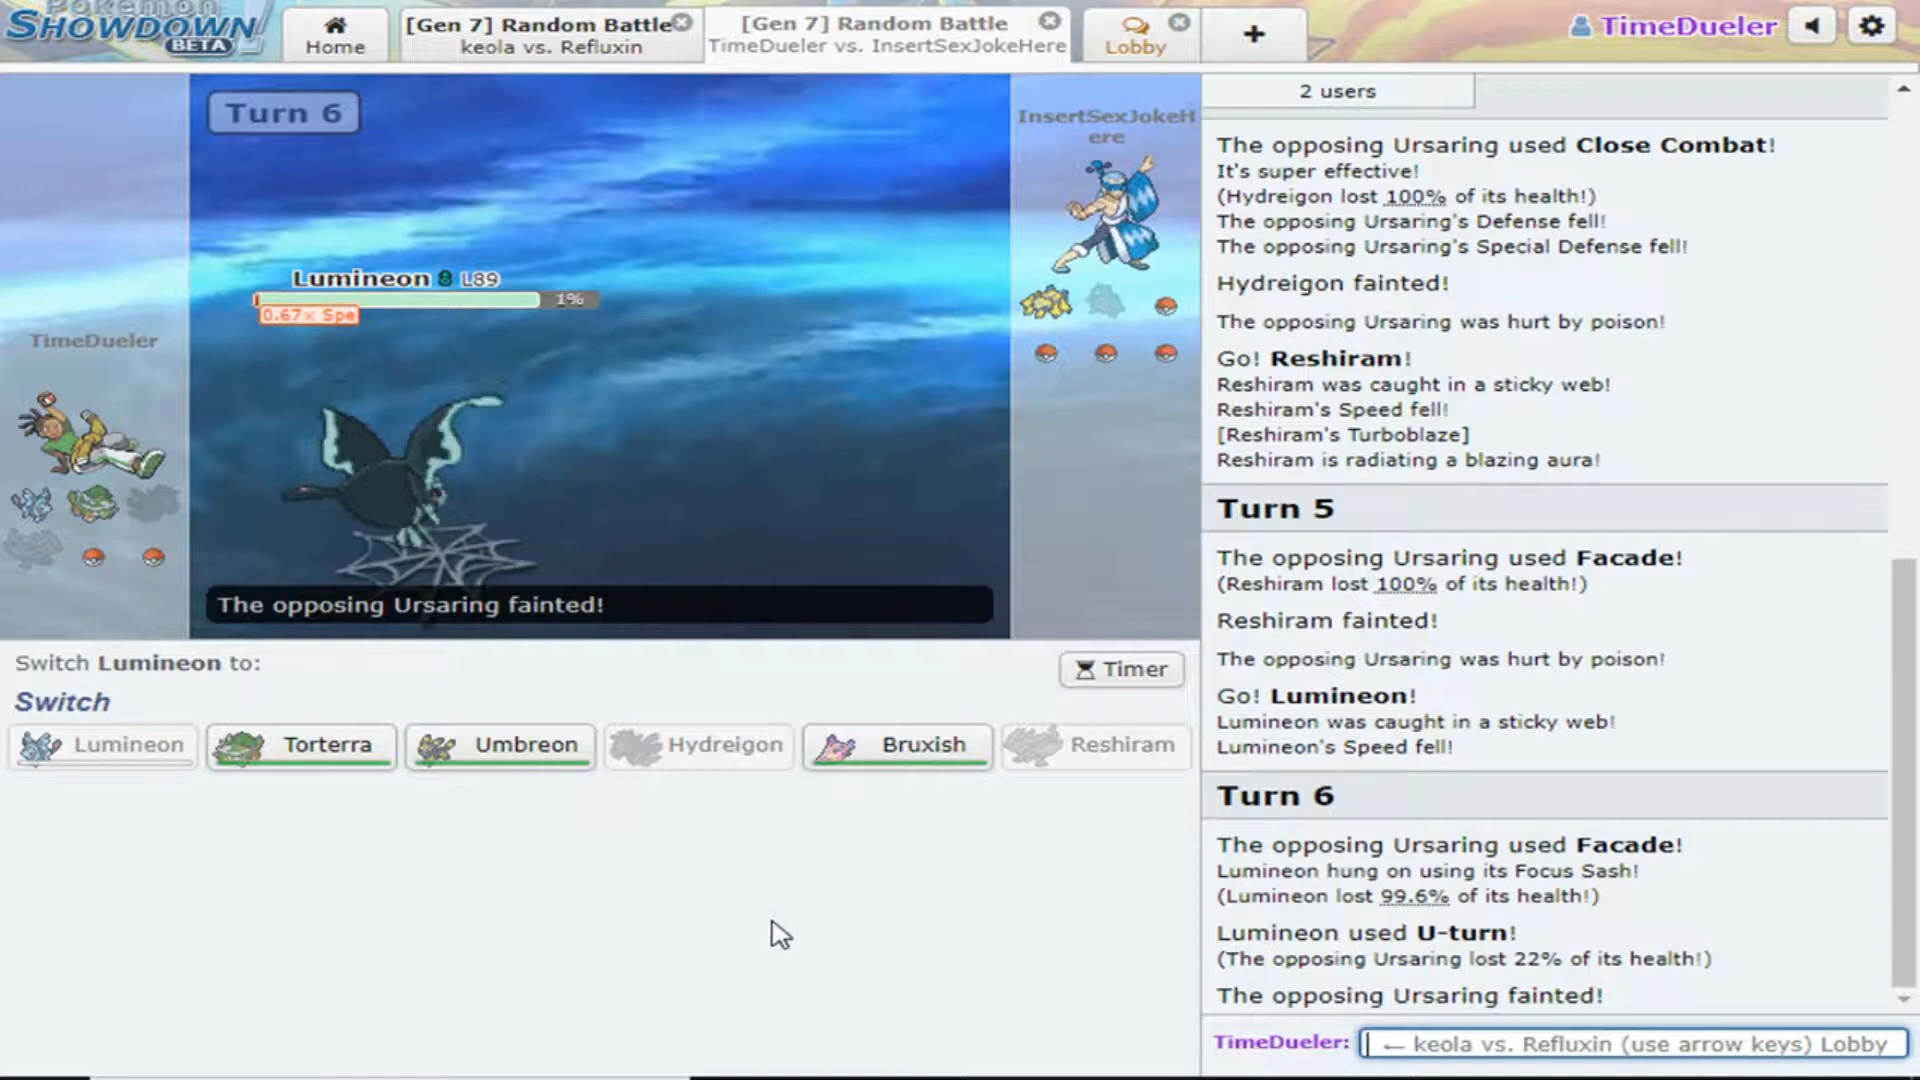 Pokémon
SHOWDOWN
BETA
Home
[Gen 7] Random Battle
keola vs. Refluxin
[Gen 7] Random Battle
TimeDueler vs. InsertSexJokeHere
Lobby
+
TimeDueler
Turn 6
Lumineon L89
1%
0.67× Spe
TimeDueler
InsertSexJokeH
ere
The opposing Ursaring fainted!
Switch Lumineon to:
Timer
Switch
Lumineon
Torterra
Umbreon
Hydreigon
Bruxish
Reshiram
2 users
The opposing Ursaring used Close Combat!
It's super effective!
(Hydreigon lost 100% of its health!)
The opposing Ursaring's Defense fell!
The opposing Ursaring's Special Defense fell!
Hydreigon fainted!
The opposing Ursaring was hurt by poison!
Go! Reshiram!
Reshiram was caught in a sticky web!
Reshiram's Speed fell!
[Reshiram's Turboblaze]
Reshiram is radiating a blazing aura!
Turn 5
The opposing Ursaring used Facade!
(Reshiram lost 100% of its health!)
Reshiram fainted!
The opposing Ursaring was hurt by poison!
Go! Lumineon!
Lumineon was caught in a sticky web!
Lumineon's Speed fell!
Turn 6
The opposing Ursaring used Facade!
Lumineon hung on using its Focus Sash!
(Lumineon lost 99.6% of its health!)
Lumineon used U-turn!
(The opposing Ursaring lost 22% of its health!)
The opposing Ursaring fainted!
TimeDueler: ← keola vs. Refluxin (use arrow keys) Lobby